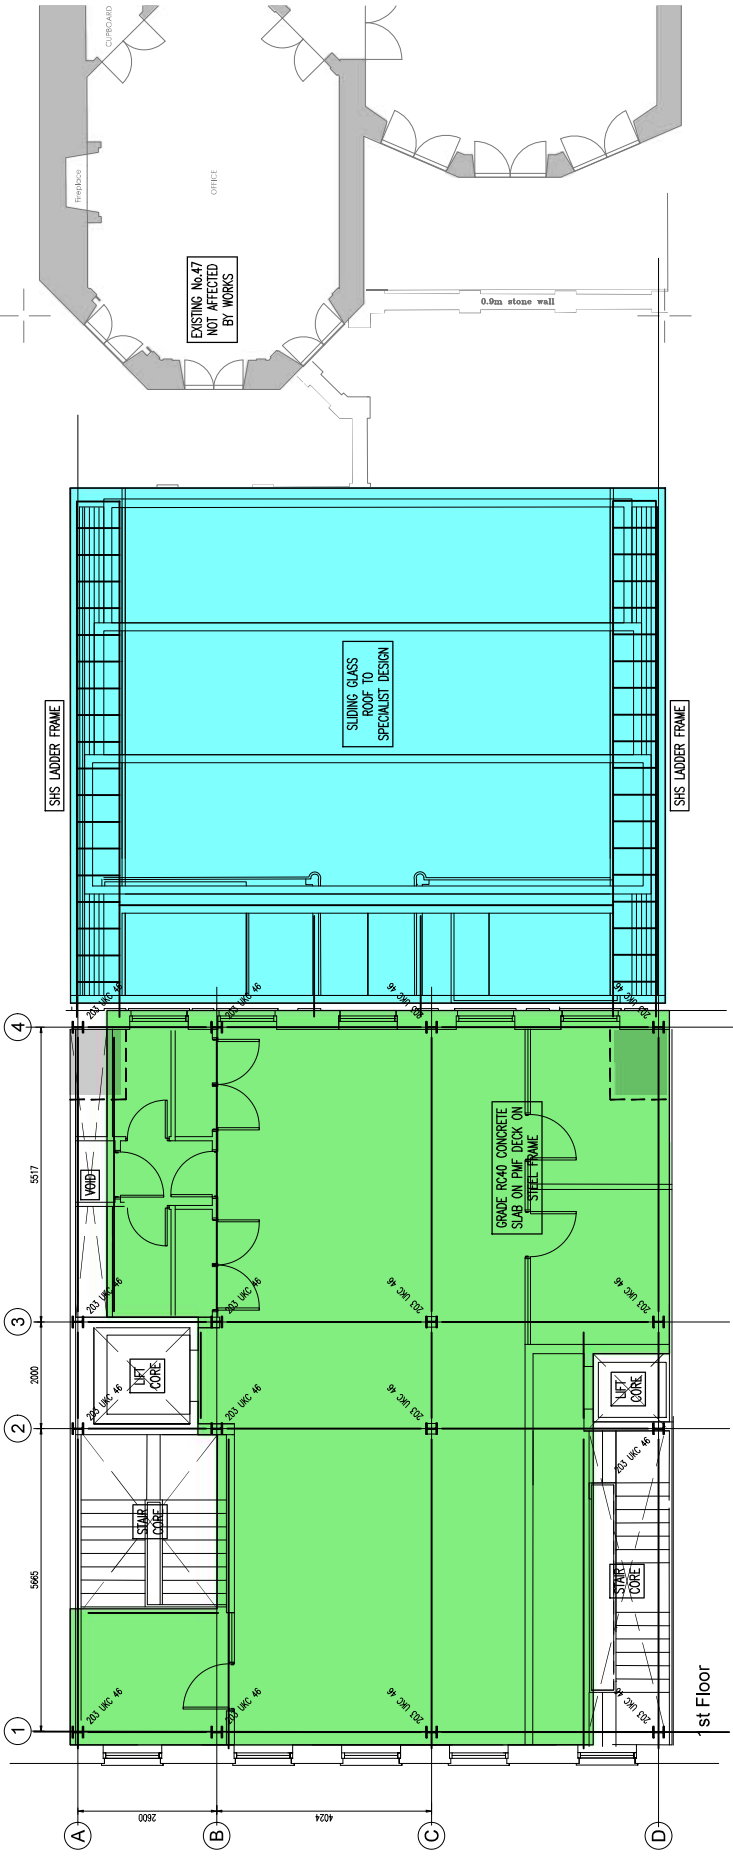 CUPBOARD
Fireplace
OFFICE
EXISTING No.47
NOT AFFECTED
BY WORKS
0.9m stone wall
SHS LADDER FRAME
SLIDING GLASS
ROOF TO
SPECIALIST DESIGN
SHS LADDER FRAME
4
203 UKC 46
203 UKC 46
203 UKC 46
203 UKC 46
5517
VOID
GRADE RC40 CONCRETE
SLAB ON PMF DECK ON
STEEL FRAME
3
203 UKC 46
203 UKC 46
203 UKC 46
203 UKC 46
2000
LIFT
CORE
LIFT
CORE
2
203 UKC 46
203 UKC 46
203 UKC 46
203 UKC 46
5665
STAIR
CORE
STAIR
CORE
1
203 UKC 46
203 UKC 46
203 UKC 46
203 UKC 46
1st Floor
2600
4024
A
B
C
D